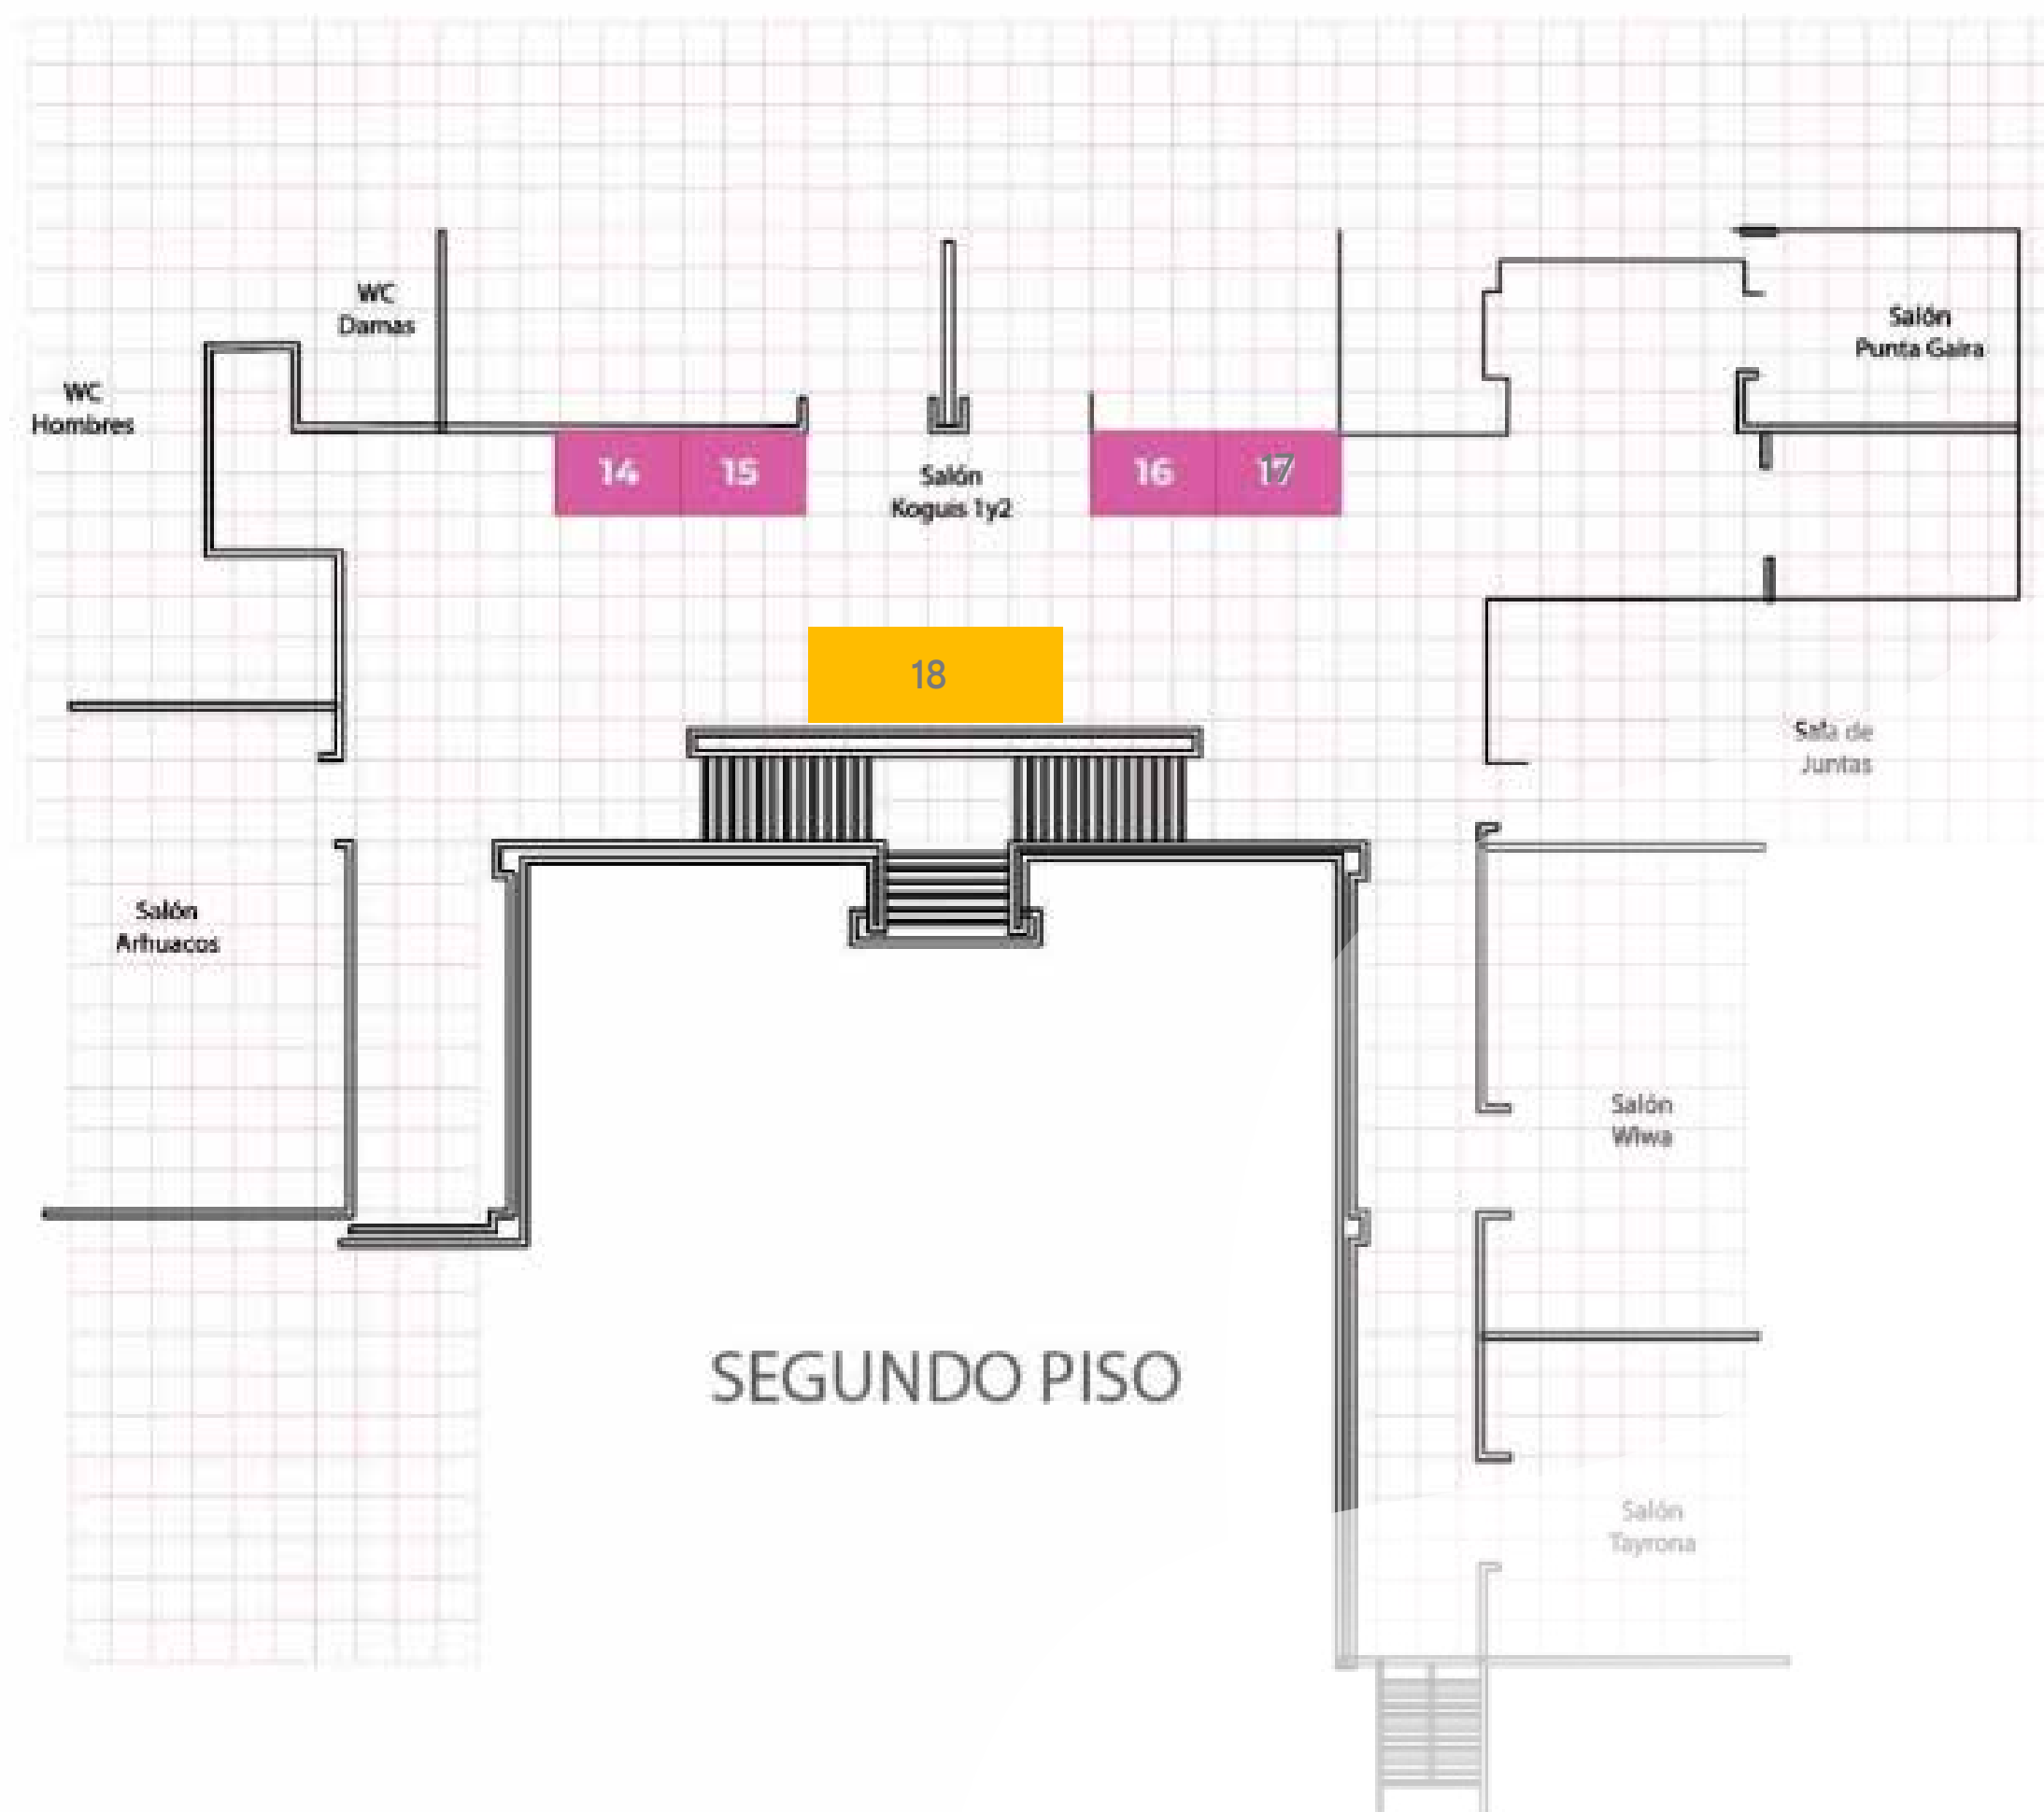 WC
Damas
Salón
Punta Gaira
WC
Hombres
14
15
Salón
Koguis 1y2
16
17
18
Sala de
Juntas
Salón
Arhuacos
Salón
Wiwa
SEGUNDO PISO
Salón
Tayrona